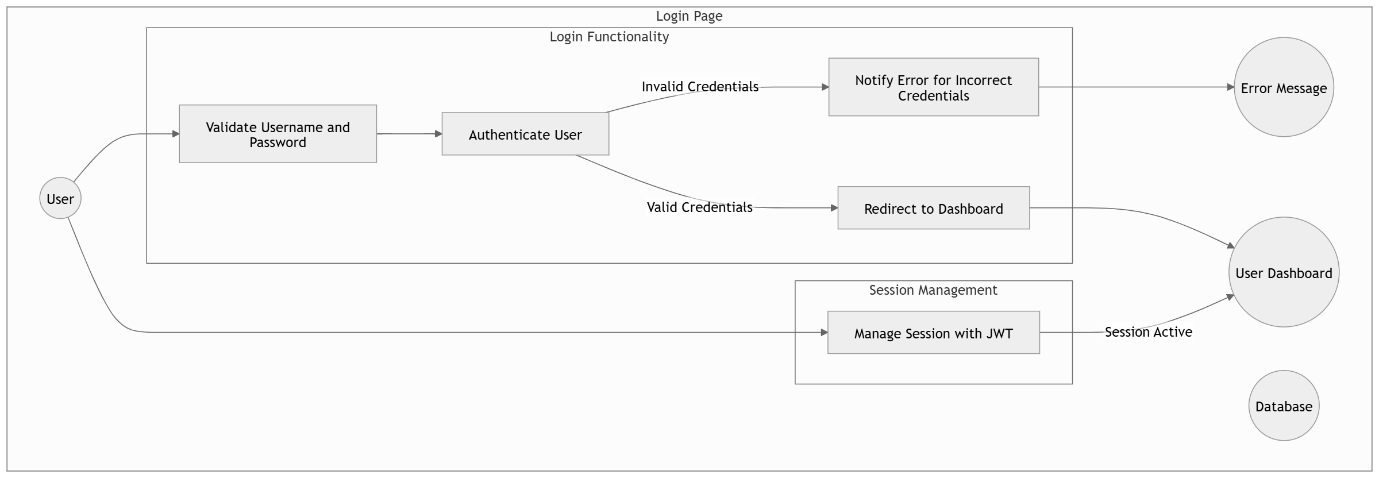 Login Page
Login Functionality
Invalid Credentials
Notify Error for Incorrect
Credentials
Error Message
Validate Username and
Password
Authenticate User
User
Valid Credentials
Redirect to Dashboard
User Dashboard
Session Management
Manage Session with JWT
Session Active
Database